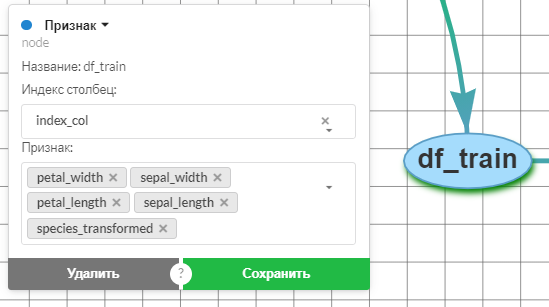 Признак
node
Название: df_train
Индекс столбец:
index_col
Признак:
petal_width sepal_width
petal_length sepal_length
species_transformed
Удалить ? Сохранить
df_train